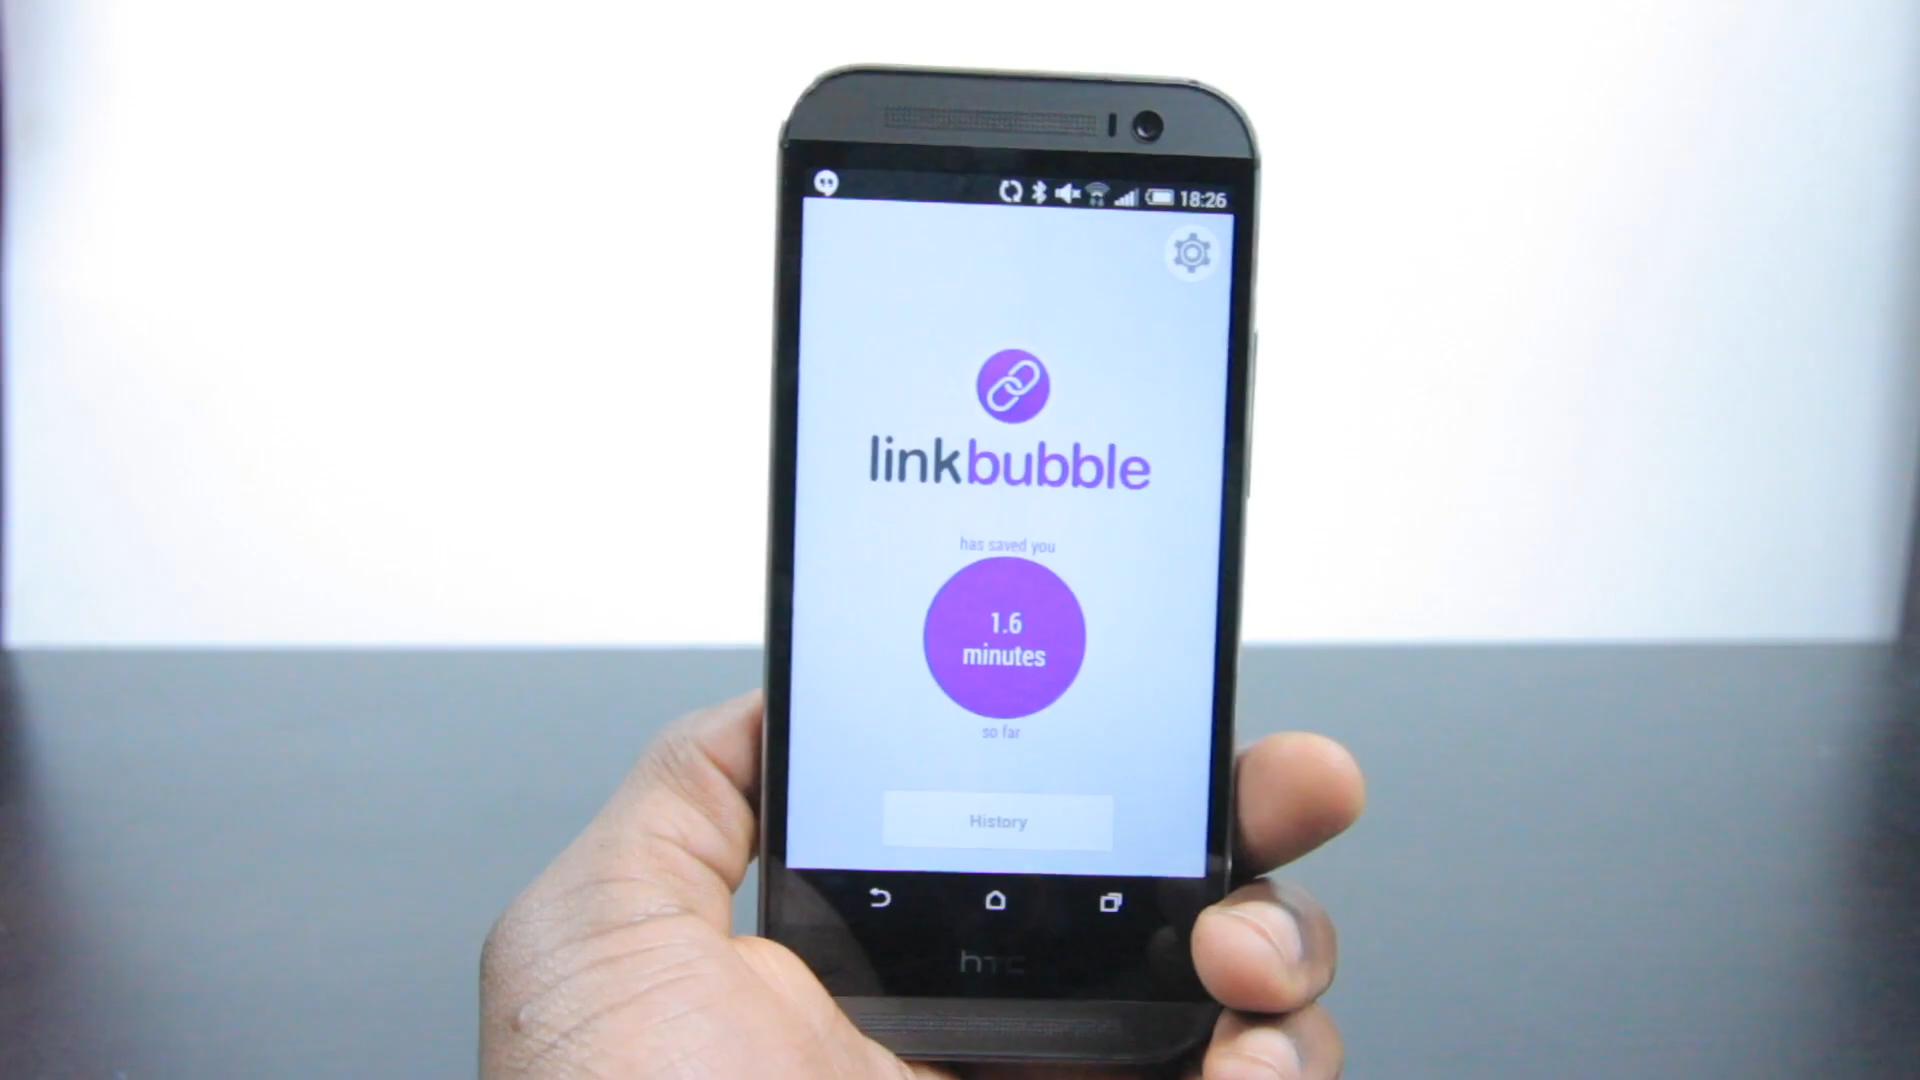 18:26
linkbubble
has saved you
1.6
minutes
so far
History
hTC